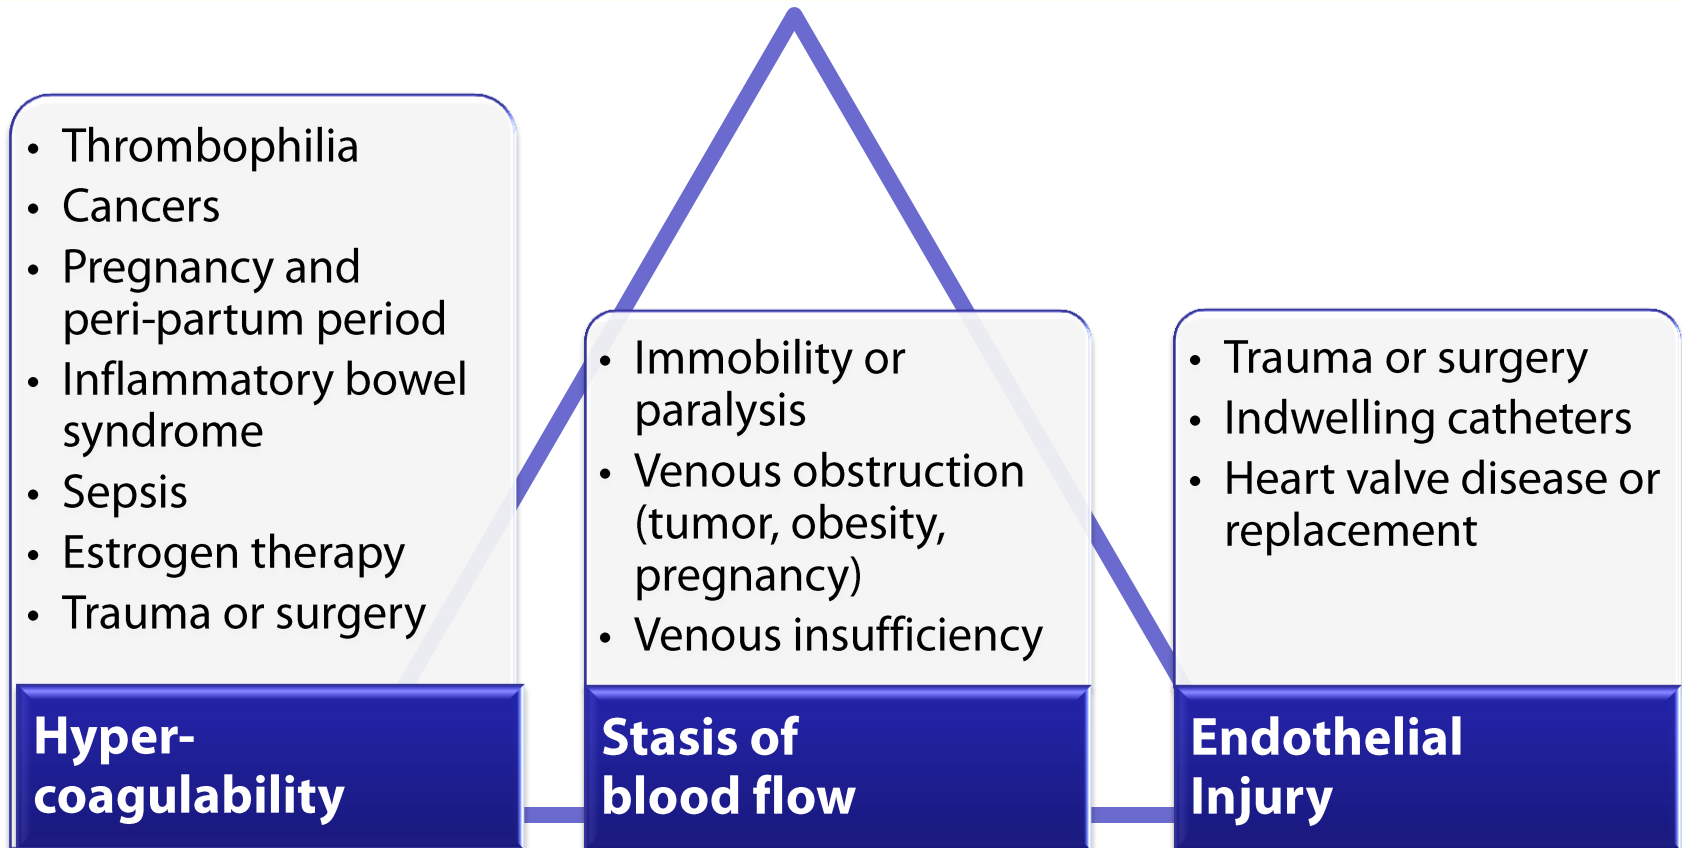 • Thrombophilia
• Cancers
• Pregnancy and
peri-partum period
• Inflammatory bowel
syndrome
• Sepsis
• Estrogen therapy
• Trauma or surgery
Hyper-
coagulability
• Immobility or
paralysis
• Venous obstruction
(tumor, obesity,
pregnancy)
• Venous insufficiency
Stasis of
blood flow
• Trauma or surgery
• Indwelling catheters
• Heart valve disease or
replacement
Endothelial
Injury